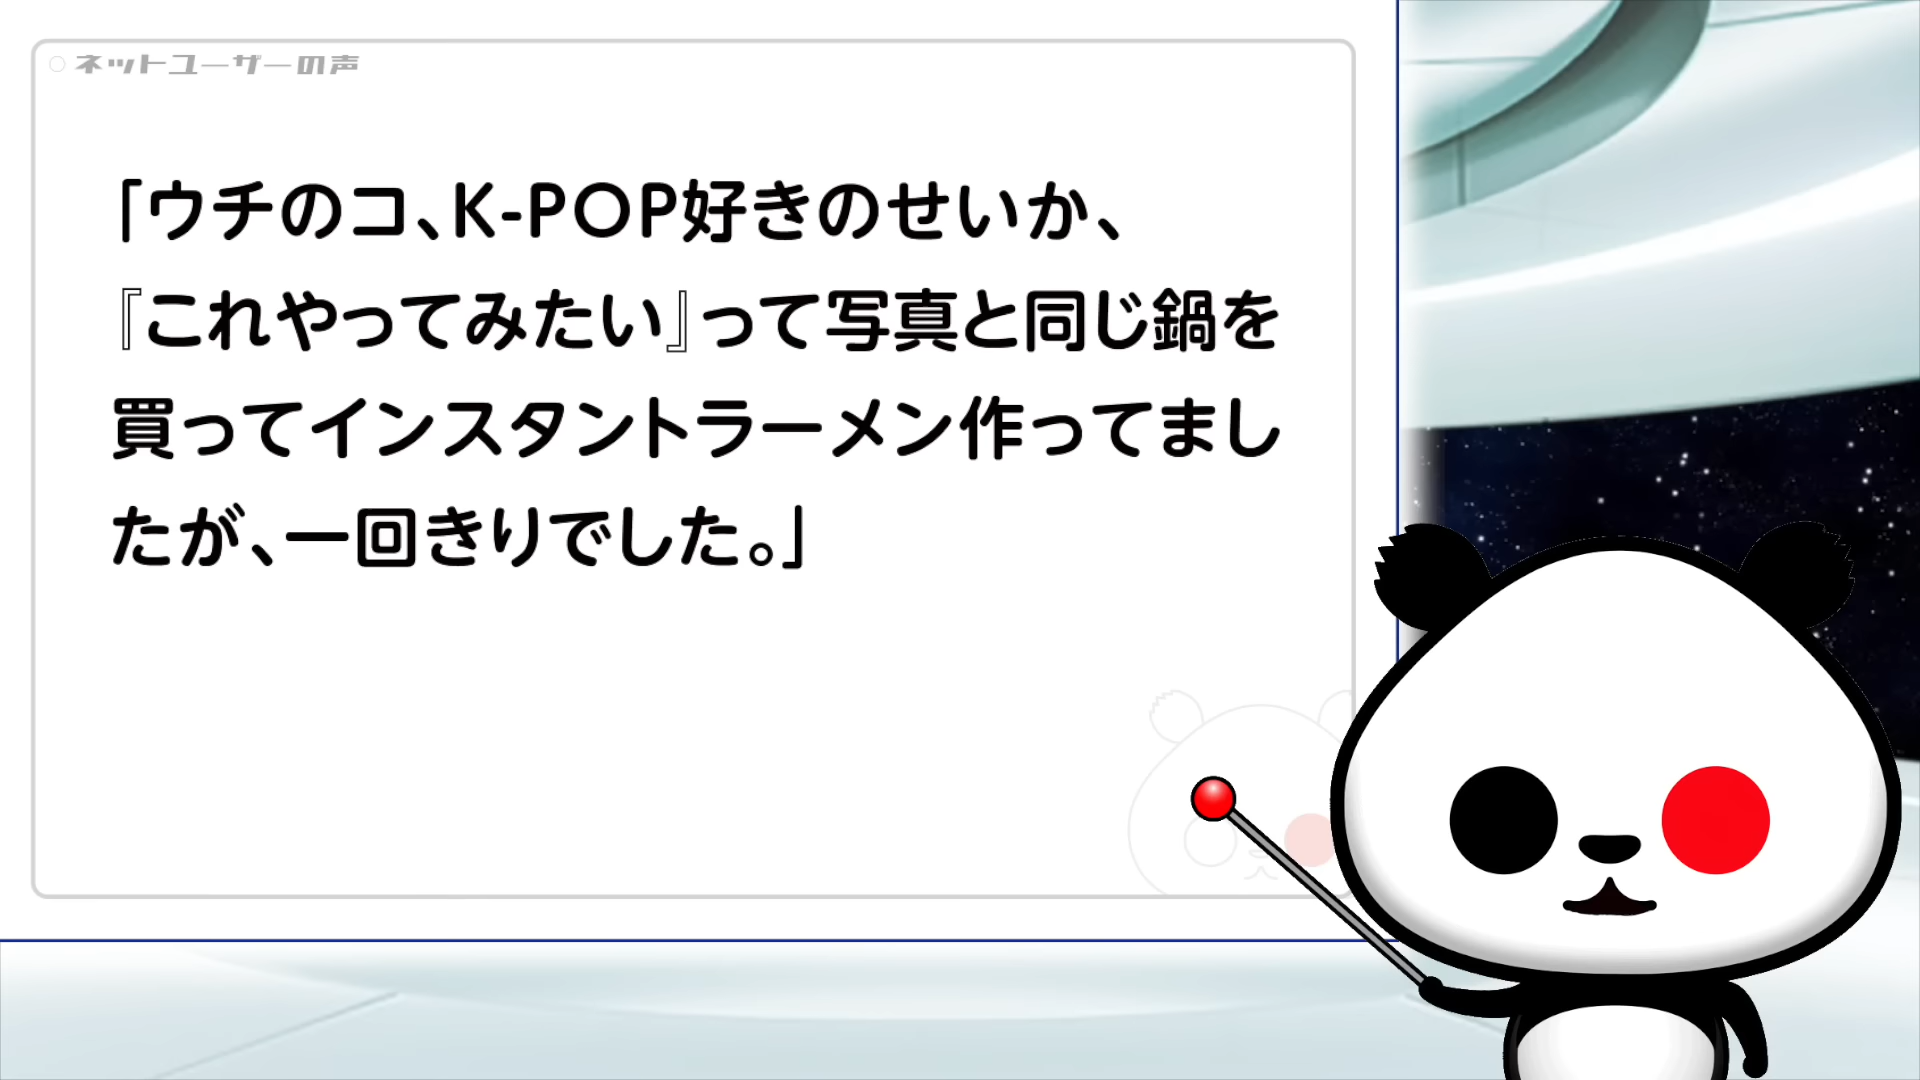 ネットユーザーの声
「ウチのコ、K-POP好きのせいか、
『これやってみたい』って写真と同じ鍋を
買ってインスタントラーメン作ってまし
たが、一回きりでした。」